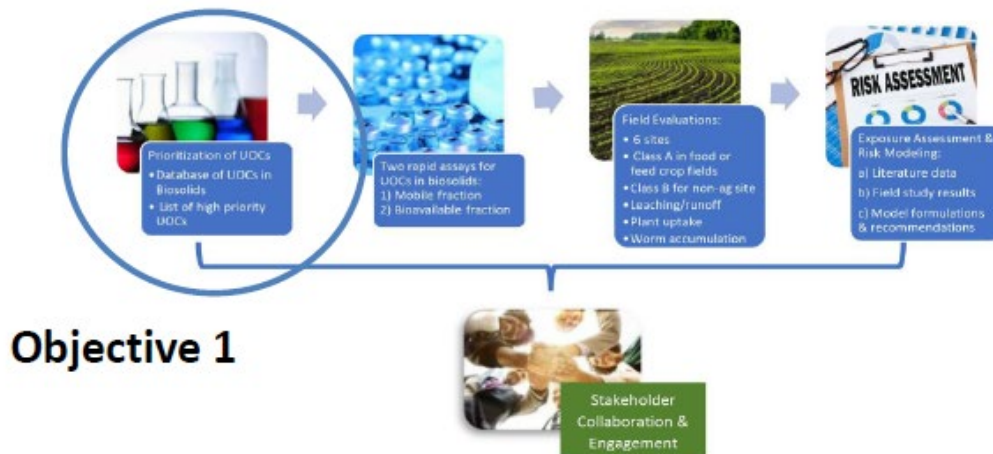 Prioritization of UOCs
• Database of UOCs in
Biosolids
• List of high priority
UOCs
Two rapid assays for
UOCs in biosolids:
1) Mobile fraction
2) Bioavailable fraction
Field Evaluations:
• 6 sites
• Class A in food or
feed crop fields
• Class B for non-ag site
• Leaching/runoff
• Plant uptake
• Worm accumulation
RISK ASSESSMENT
Exposure Assessment &
Risk Modeling:
a) Literature data
b) Field study results
c) Model formulations
& recommendations
Objective 1
Stakeholder
Collaboration &
Engagement